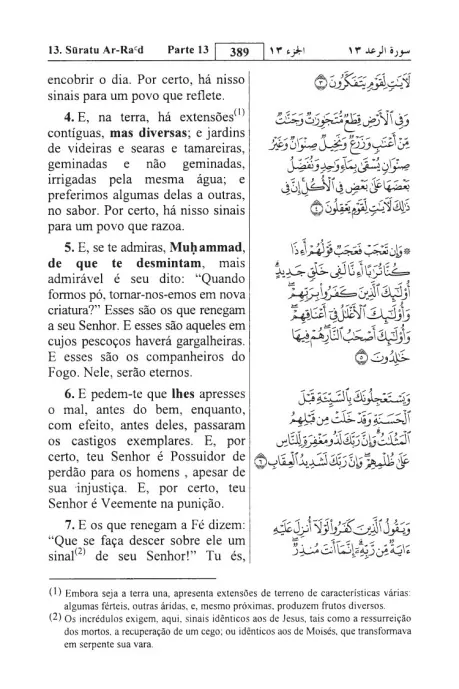 13. Sūratu Ar-Raᶜd Parte 13 389 الجزء ١٣ سورة الرعد ١٣
encobrir o dia. Por certo, há nisso
sinais para um povo que reflete.
4. E, na terra, há extensões(1)
contíguas, mas diversas; e jardins
de videiras e searas e tamareiras,
geminadas e não geminadas,
irrigadas pela mesma água; e
preferimos algumas delas a outras,
no sabor. Por certo, há nisso sinais
para um povo que razoa.
5. E, se te admiras, Muḥammad,
de que te desmintam, mais
admirável é seu dito: “Quando
formos pó, tornar-nos-emos em nova
criatura?” Esses são os que renegam
a seu Senhor. E esses são aqueles em
cujos pescoços haverá gargalheiras.
E esses são os companheiros do
Fogo. Nele, serão eternos.
6. E pedem-te que lhes apresses
o mal, antes do bem, enquanto,
com efeito, antes deles, passaram
os castigos exemplares. E, por
certo, teu Senhor é Possuidor de
perdão para os homens , apesar de
sua injustiça. E, por certo, teu
Senhor é Veemente na punição.
7. E os que renegam a Fé dizem:
“Que se faça descer sobre ele um
sinal(2) de seu Senhor!” Tu és,
لَأٓيَٰتٖ لِّقَوۡمٖ يَتَفَكَّرُونَ ٣
وَفِي ٱلۡأَرۡضِ قِطَعٞ مُّتَجَٰوِرَٰتٞ وَجَنَّٰتٞ
مِّنۡ أَعۡنَٰبٖ وَزَرۡعٞ وَنَخِيلٞ صِنۡوَانٞ وَغَيۡرُ
صِنۡوَانٖ يُسۡقَىٰ بِمَآءٖ وَٰحِدٖ وَنُفَضِّلُ
بَعۡضَهَا عَلَىٰ بَعۡضٖ فِي ٱلۡأُكُلِۚ إِنَّ فِي
ذَٰلِكَ لَأٓيَٰتٖ لِّقَوۡمٖ يَعۡقِلُونَ ٤
۞ وَإِن تَعۡجَبۡ فَعَجَبٞ قَوۡلُهُمۡ أَءِذَا
كُنَّا تُرَٰبًا أَءِنَّا لَفِي خَلۡقٖ جَدِيدٍۗ
أُوْلَٰٓئِكَ ٱلَّذِينَ كَفَرُواْ بِرَبِّهِمۡۖ
وَأُوْلَٰٓئِكَ ٱلۡأَغۡلَٰلُ فِيٓ أَعۡنَاقِهِمۡۖ
وَأُوْلَٰٓئِكَ أَصۡحَٰبُ ٱلنَّارِۖ هُمۡ فِيهَا
خَٰلِدُونَ ٥
وَيَسۡتَعۡجِلُونَكَ بِٱلسَّيِّئَةِ قَبۡلَ
ٱلۡحَسَنَةِ وَقَدۡ خَلَتۡ مِن قَبۡلِهِمُ
ٱلۡمَثُلَٰتُۗ وَإِنَّ رَبَّكَ لَذُو مَغۡفِرَةٖ لِّلنَّاسِ
عَلَىٰ ظُلۡمِهِمۡۖ وَإِنَّ رَبَّكَ لَشَدِيدُ ٱلۡعِقَابِ ٦
وَيَقُولُ ٱلَّذِينَ كَفَرُواْ لَوۡلَآ أُنزِلَ عَلَيۡهِ
ءَايَةٞ مِّن رَّبِّهِۦٓۗ إِنَّمَآ أَنتَ مُنذِرٞۖ
(1) Embora seja a terra una, apresenta extensões de terreno de características várias:
algumas férteis, outras áridas, e, mesmo próximas, produzem frutos diversos.
(2) Os incrédulos exigem, aqui, sinais idênticos aos de Jesus, tais como a ressurreição
dos mortos, a recuperação de um cego; ou idênticos aos de Moisés, que transformava
em serpente sua vara.